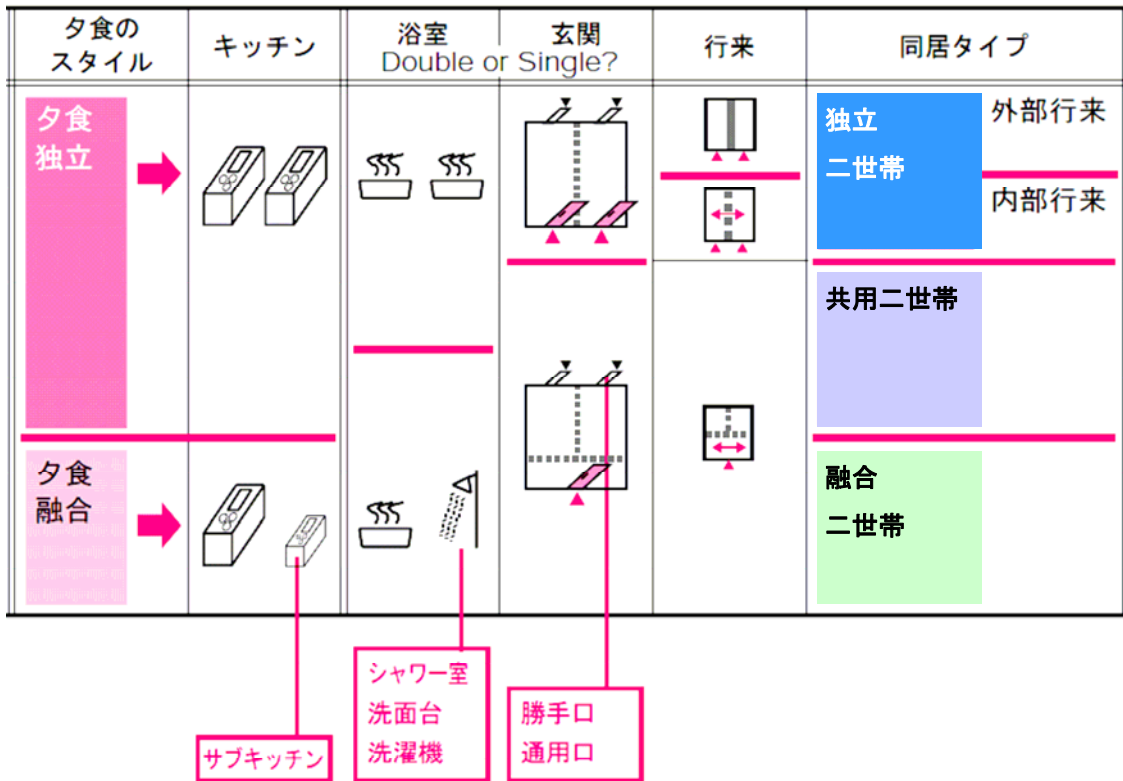 夕食の
スタイル
キッチン
浴室
玄関
Double or Single?
行来
同居タイプ
夕食
独立
独立
二世帯
外部行来
内部行来
共用二世帯
夕食
融合
融合
二世帯
サブキッチン
シャワー室
洗面台
洗濯機
勝手口
通用口